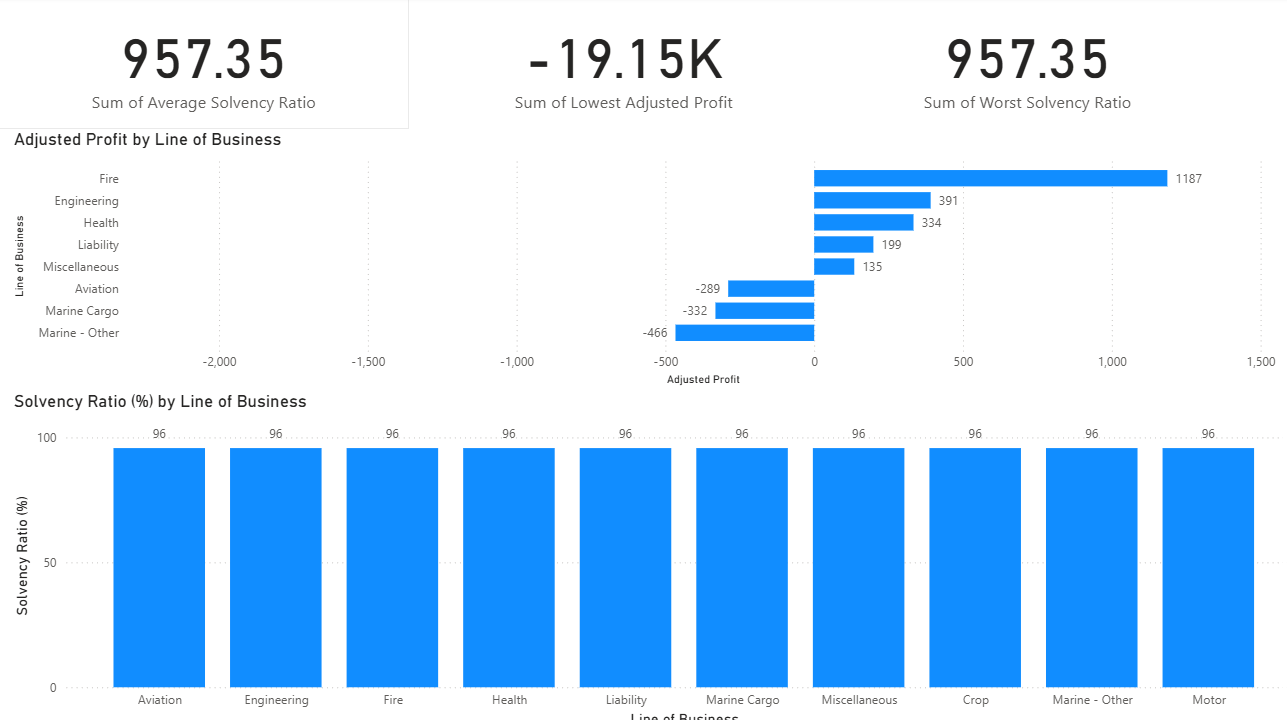 957.35
-19.15K
957.35
Sum of Average Solvency Ratio
Sum of Lowest Adjusted Profit
Sum of Worst Solvency Ratio
Adjusted Profit by Line of Business
Line of Business
Fire
1187
Engineering
391
Health
334
Liability
199
Miscellaneous
135
Aviation
-289
Marine Cargo
-332
Marine - Other
-466
-2,000
-1,500
-1,000
-500
0
500
1,000
1,500
Adjusted Profit
Solvency Ratio (%) by Line of Business
Solvency Ratio (%)
100
50
0
96
96
96
96
96
96
96
96
96
96
Aviation
Engineering
Fire
Health
Liability
Marine Cargo
Miscellaneous
Crop
Marine - Other
Motor
Line of Business